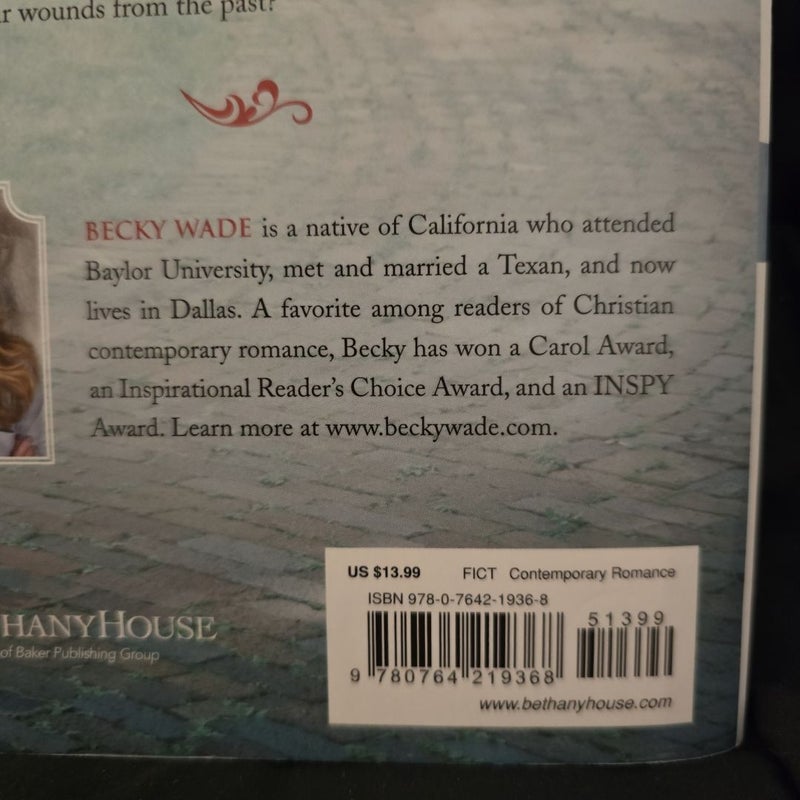 r wounds from the past?
BECKY WADE is a native of California who attended
Baylor University, met and married a Texan, and now
lives in Dallas. A favorite among readers of Christian
contemporary romance, Becky has won a Carol Award,
an Inspirational Reader's Choice Award, and an INSPY
Award. Learn more at www.beckywade.com.
HANYHOUSE
of Baker Publishing Group
US $13.99 FICT Contemporary Romance
ISBN 978-0-7642-1936-8
51399
9 780764 219368
www.bethanyhouse.com